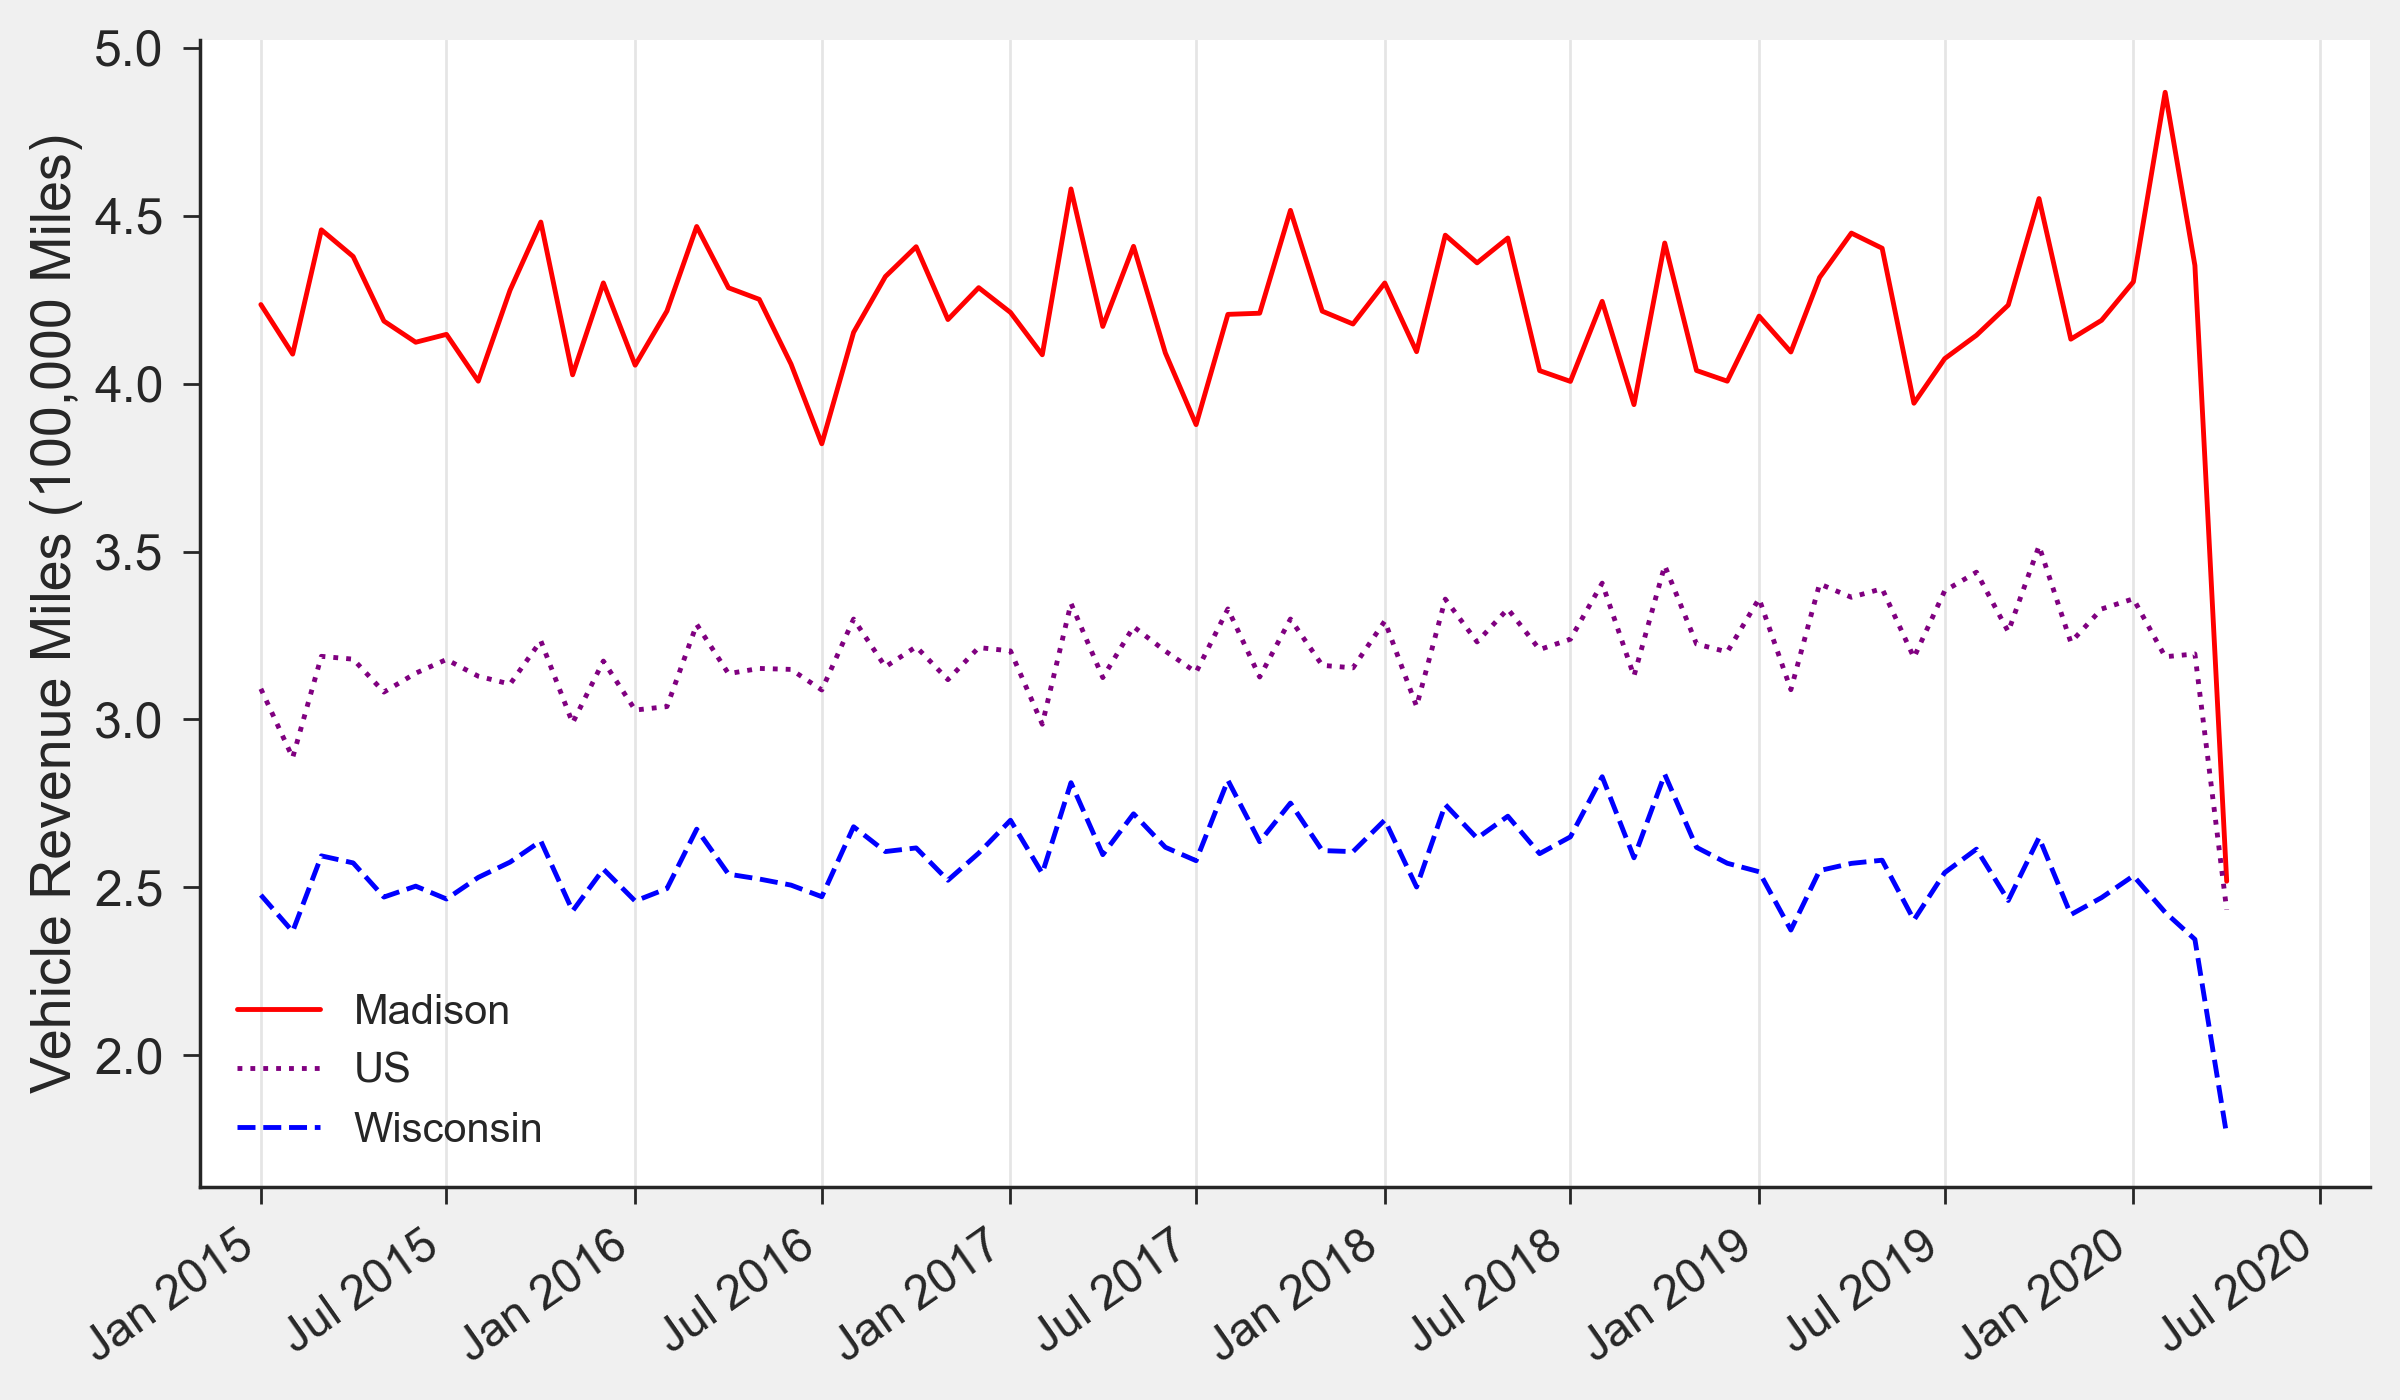 Vehicle Revenue Miles (100,000 Miles)
5.0
4.5
4.0
3.5
3.0
2.5
2.0
Madison
US
Wisconsin
Jan 2015
Jul 2015
Jan 2016
Jul 2016
Jan 2017
Jul 2017
Jan 2018
Jul 2018
Jan 2019
Jul 2019
Jan 2020
Jul 2020